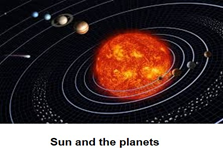 Sun and the planets